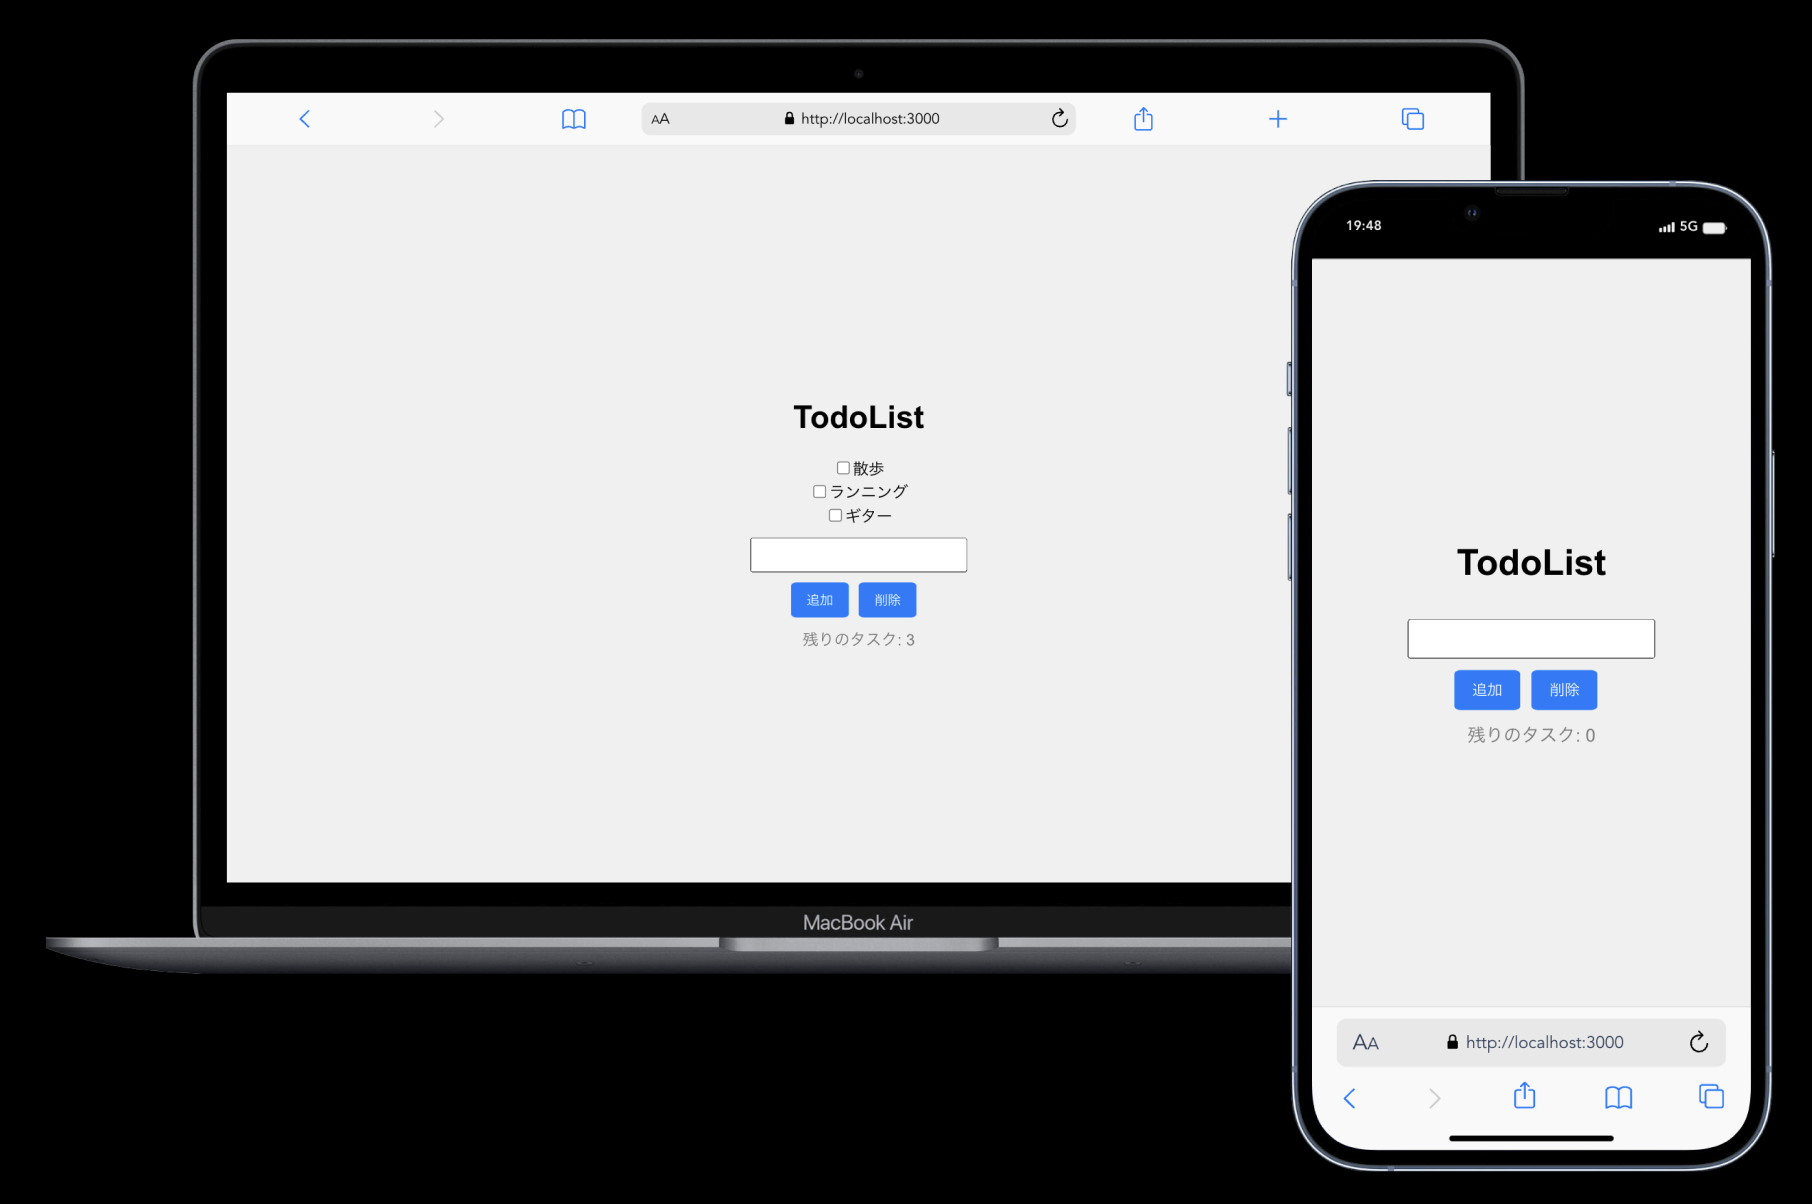 AA http://localhost:3000
TodoList
散歩
ランニング
ギター
追加 削除
残りのタスク: 3
MacBook Air
19:48 5G
TodoList
追加 削除
残りのタスク: 0
AA http://localhost:3000